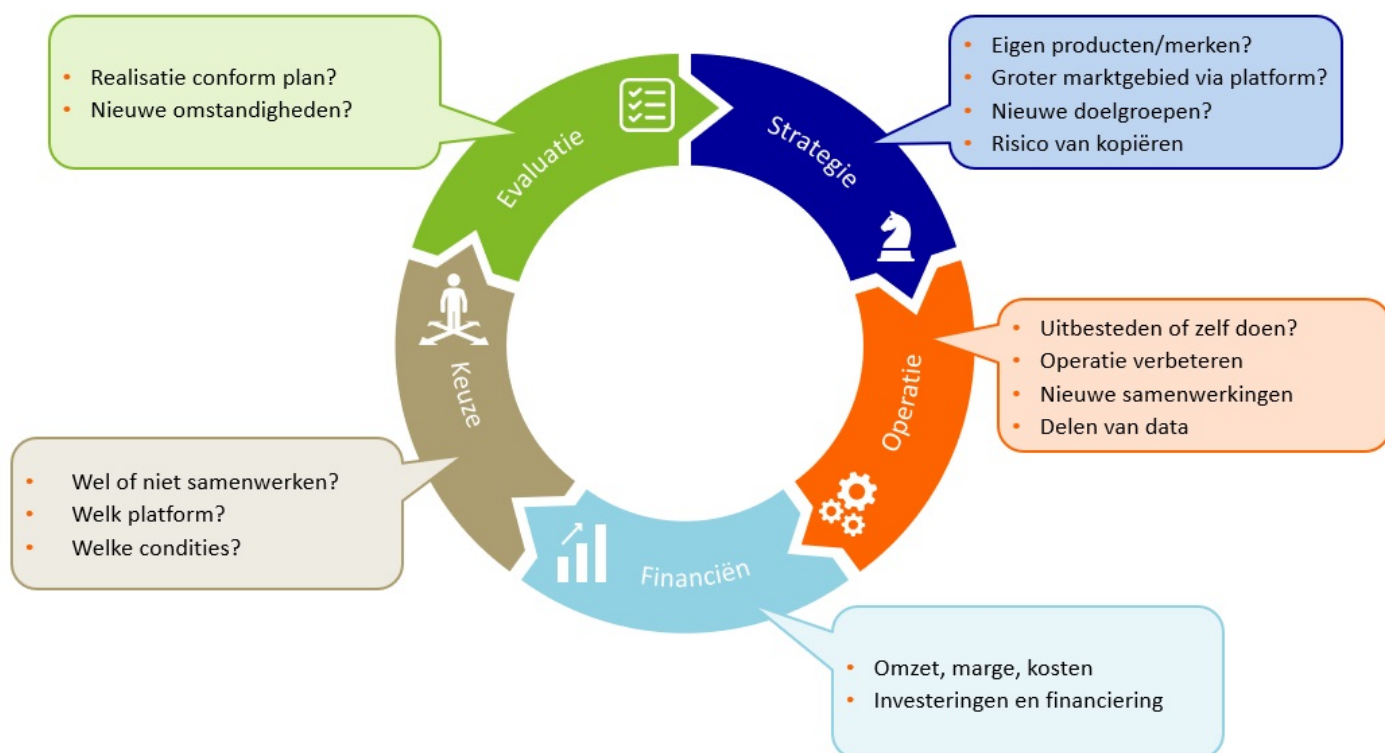 Strategie
• Eigen producten/merken?
• Groter marktgebied via platform?
• Nieuwe doelgroepen?
• Risico van kopiëren
Operatie
• Uitbesteden of zelf doen?
• Operatie verbeteren
• Nieuwe samenwerkingen
• Delen van data
Financiën
• Omzet, marge, kosten
• Investeringen en financiering
Keuze
• Wel of niet samenwerken?
• Welk platform?
• Welke condities?
Evaluatie
• Realisatie conform plan?
• Nieuwe omstandigheden?